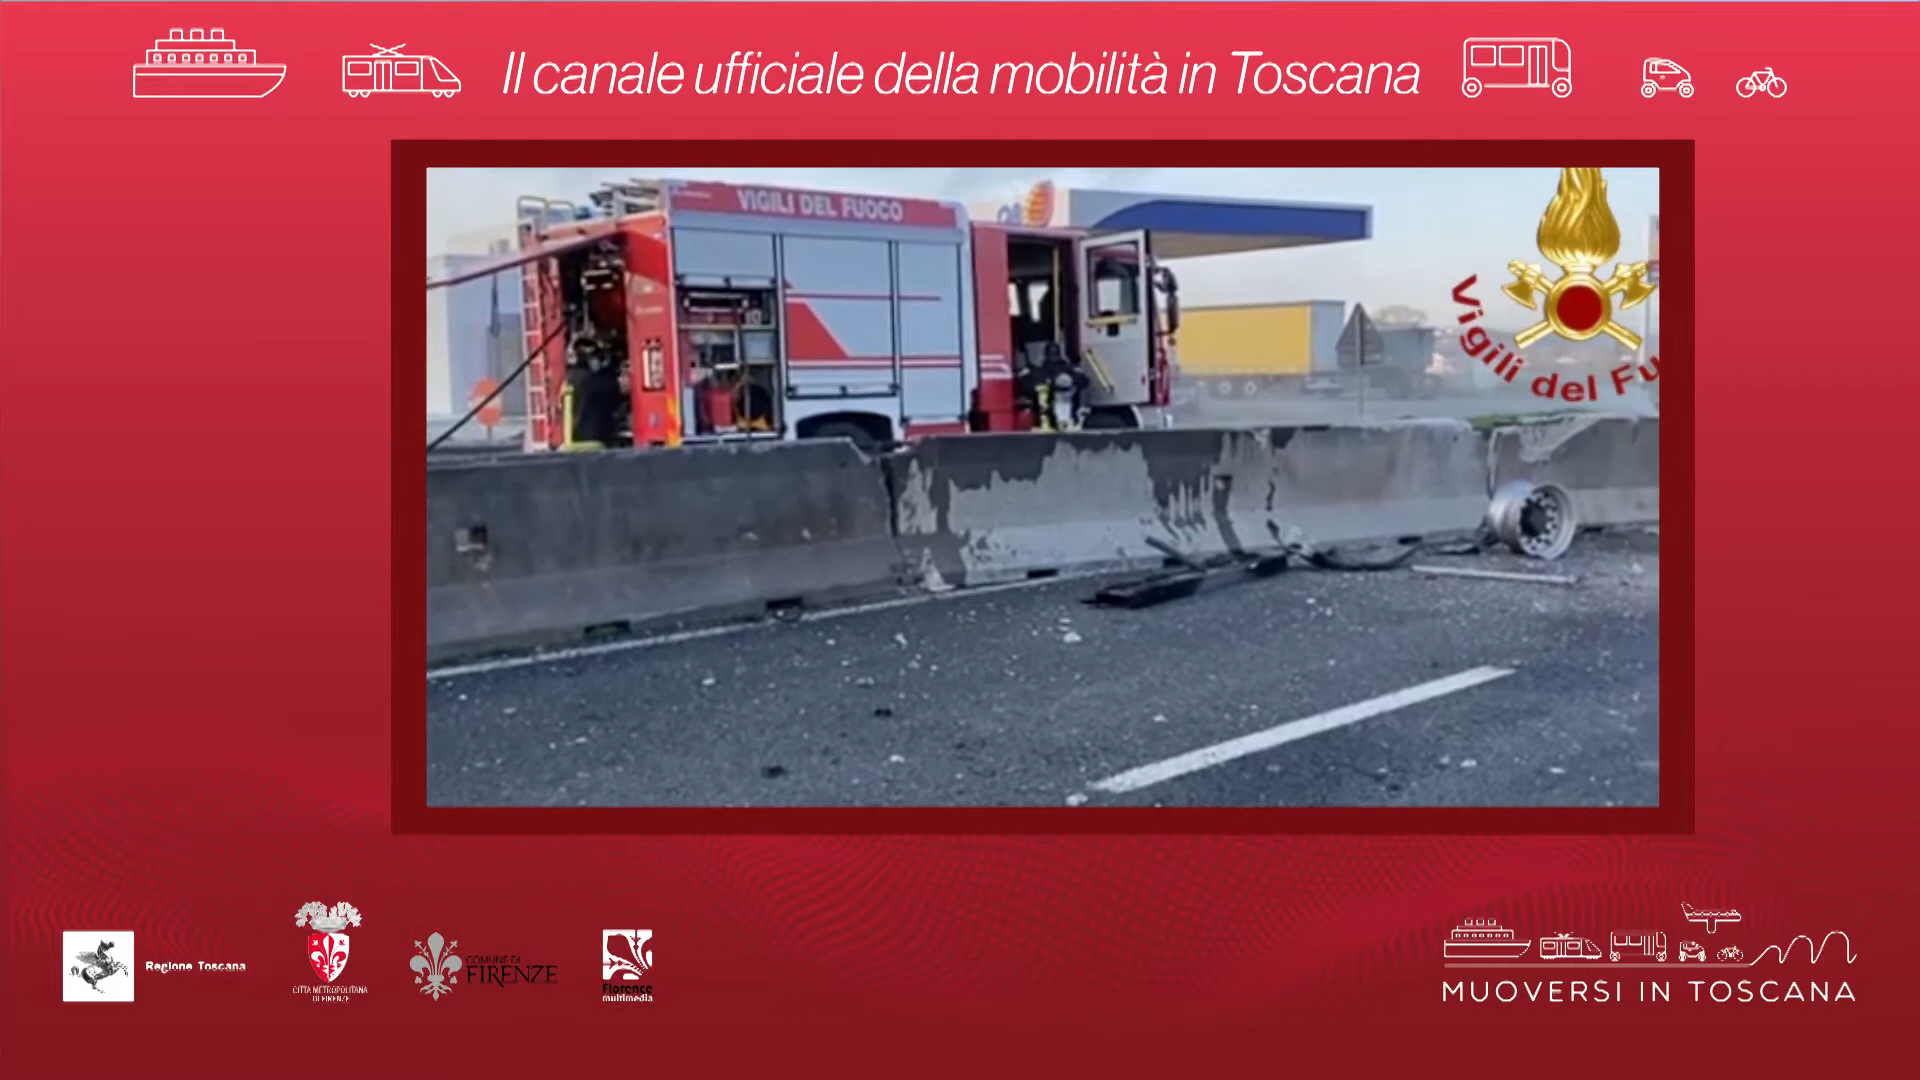 Il canale ufficiale della mobilità in Toscana
VIGILI DEL FUOCO
Vigili del Fu
Regione Toscana
CITTÀ METROPOLITANA
DI FIRENZE
COMUNE DI
FIRENZE
Florence
multimedia
MUOVERSI IN TOSCANA